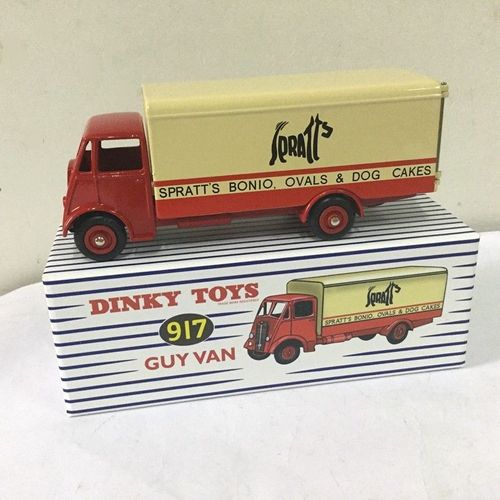 SPRATT'S
SPRATT'S BONIO, OVALS & DOG CAKES
DINKY TOYS
917
GUY VAN
SPRATT'S
SPRATT'S BONIO, OVALS & DOG CAKES